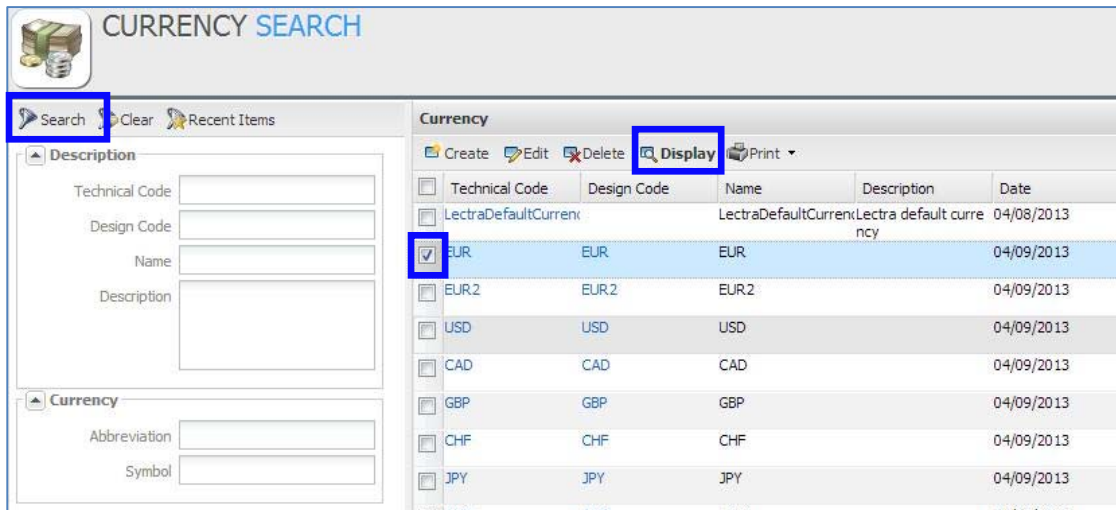 CURRENCY SEARCH
Search Clear Recent Items
Description
Technical Code
Design Code
Name
Description
Currency
Abbreviation
Symbol
Currency
Create Edit Delete Display Print
Technical Code Design Code Name Description Date
LectraDefaultCurrenc LectraDefaultCurrenc Lectra default curre 04/08/2013
ncy
EUR EUR EUR 04/09/2013
EUR2 EUR2 EUR2 04/09/2013
USD USD USD 04/09/2013
CAD CAD CAD 04/09/2013
GBP GBP GBP 04/09/2013
CHF CHF CHF 04/09/2013
JPY JPY JPY 04/09/2013